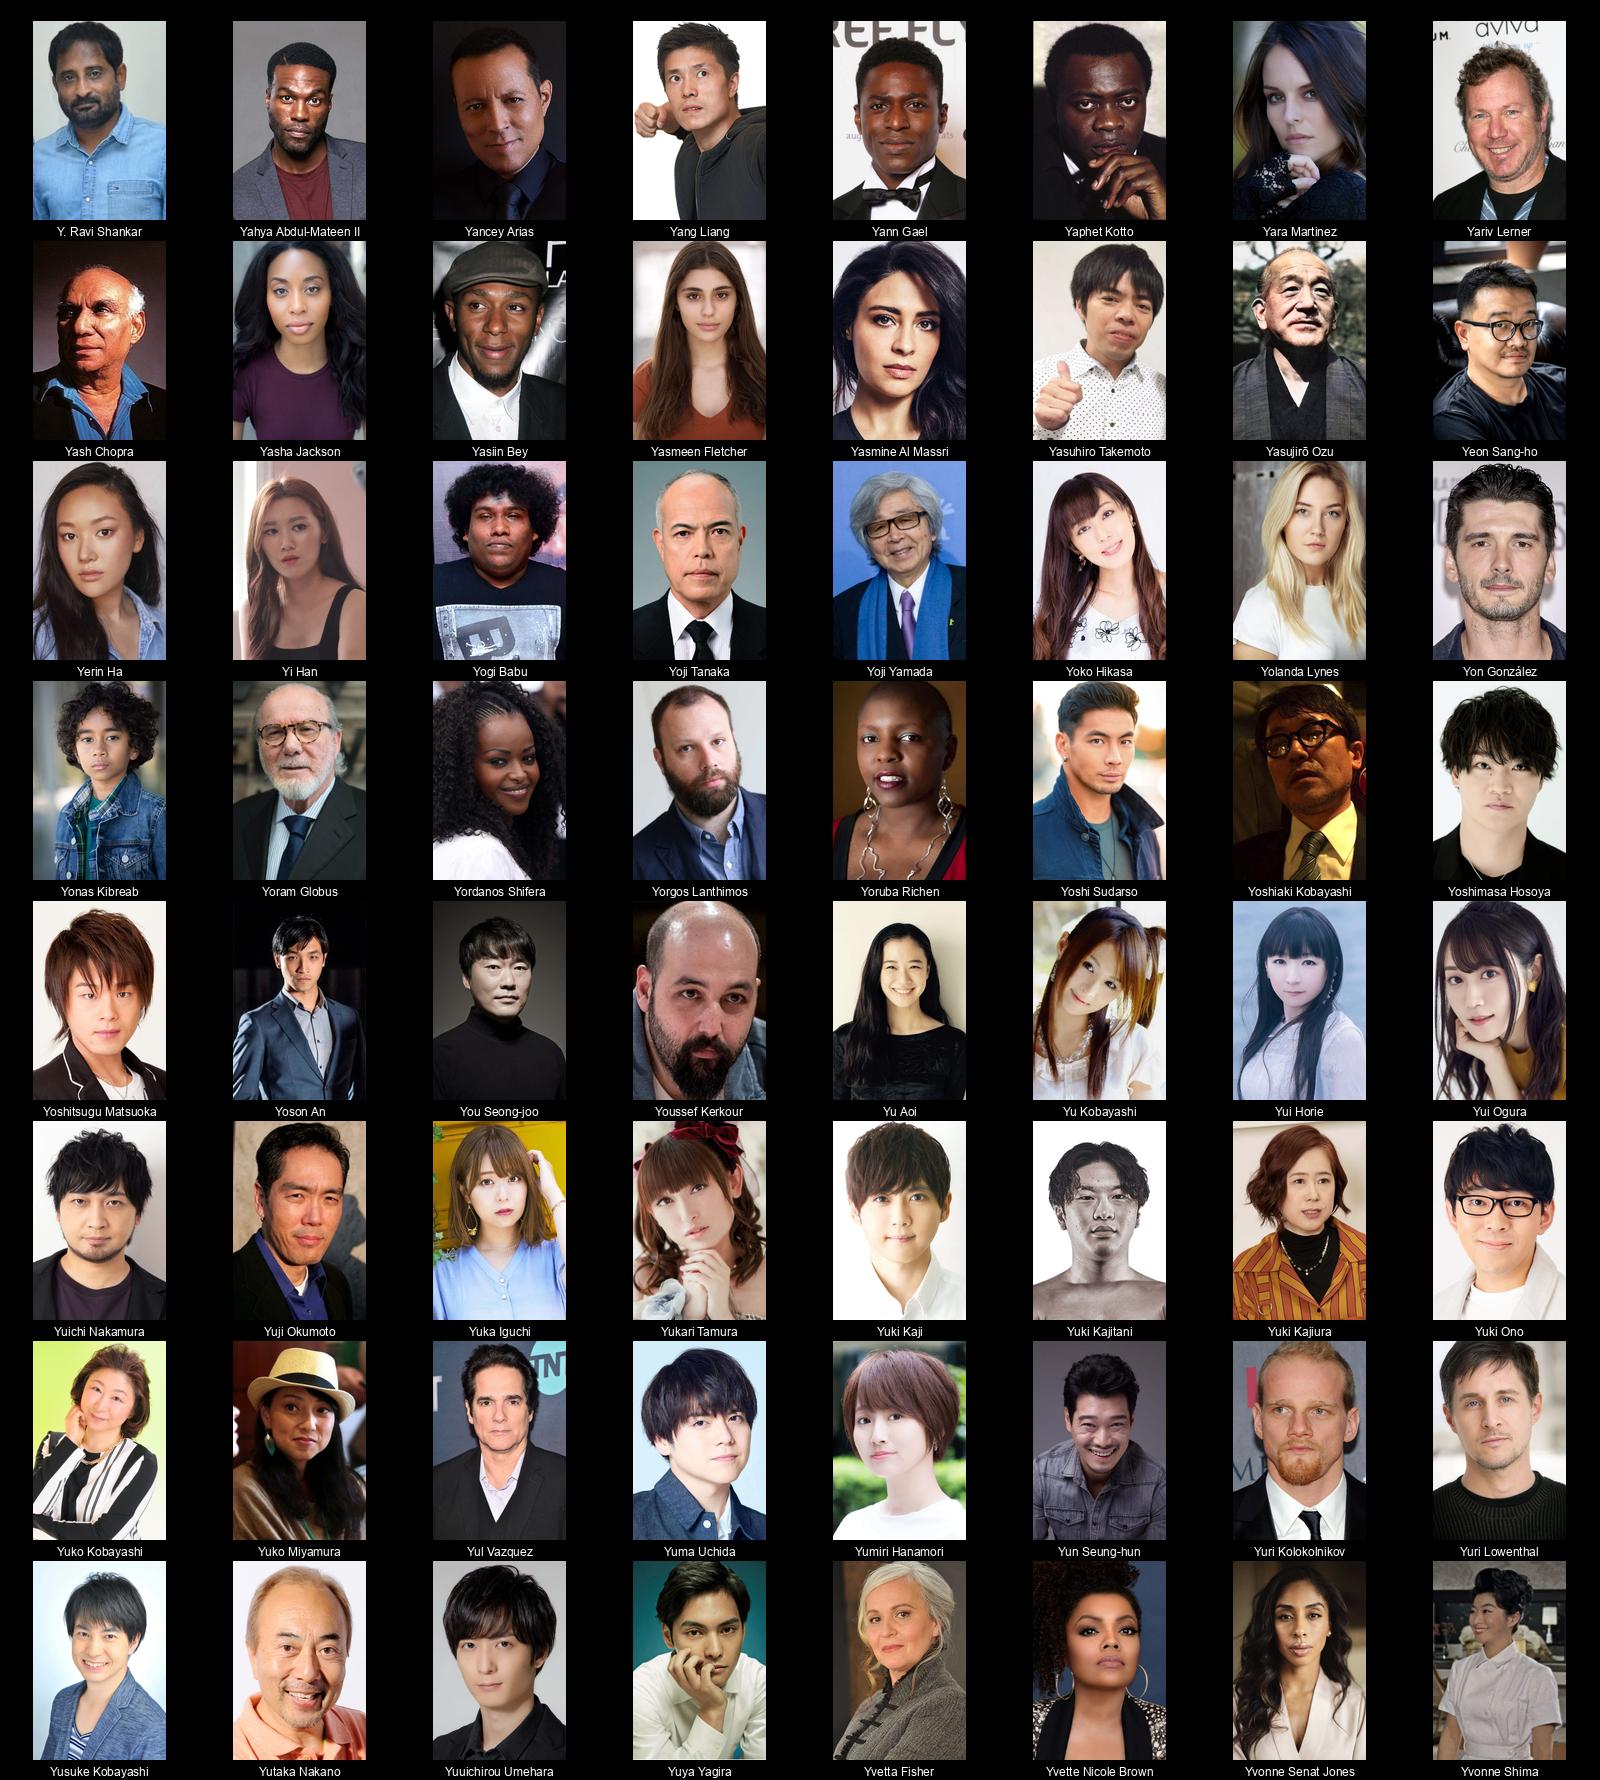 REE FLY
UM.
aviva
Y. Ravi Shankar
Yahya Abdul-Mateen II
Yancey Arias
Yang Liang
Yann Gael
Yaphet Kotto
Yara Martinez
Yariv Lerner
Yash Chopra
Yasha Jackson
Yasiin Bey
Yasmeen Fletcher
Yasmine Al Massri
Yasuhiro Takemoto
Yasujirō Ozu
Yeon Sang-ho
Yerin Ha
Yi Han
Yogi Babu
Yoji Tanaka
Yoji Yamada
Yoko Hikasa
Yolanda Lynes
Yon González
Yonas Kibreab
Yoram Globus
Yordanos Shifera
Yorgos Lanthimos
Yoruba Richen
Yoshi Sudarso
Yoshiaki Kobayashi
Yoshimasa Hosoya
Yoshitsugu Matsuoka
Yoson An
You Seong-joo
Youssef Kerkour
Yu Aoi
Yu Kobayashi
Yui Horie
Yui Ogura
Yuichi Nakamura
Yuji Okumoto
Yuka Iguchi
Yukari Tamura
Yuki Kaji
Yuki Kajitani
Yuki Kajiura
Yuki Ono
TNT
Yuko Kobayashi
Yuko Miyamura
Yul Vazquez
Yuma Uchida
Yumiri Hanamori
Yun Seung-hun
Yuri Kolokolnikov
Yuri Lowenthal
Yusuke Kobayashi
Yutaka Nakano
Yuuichirou Umehara
Yuya Yagira
Yvetta Fisher
Yvette Nicole Brown
Yvonne Senat Jones
Yvonne Shima